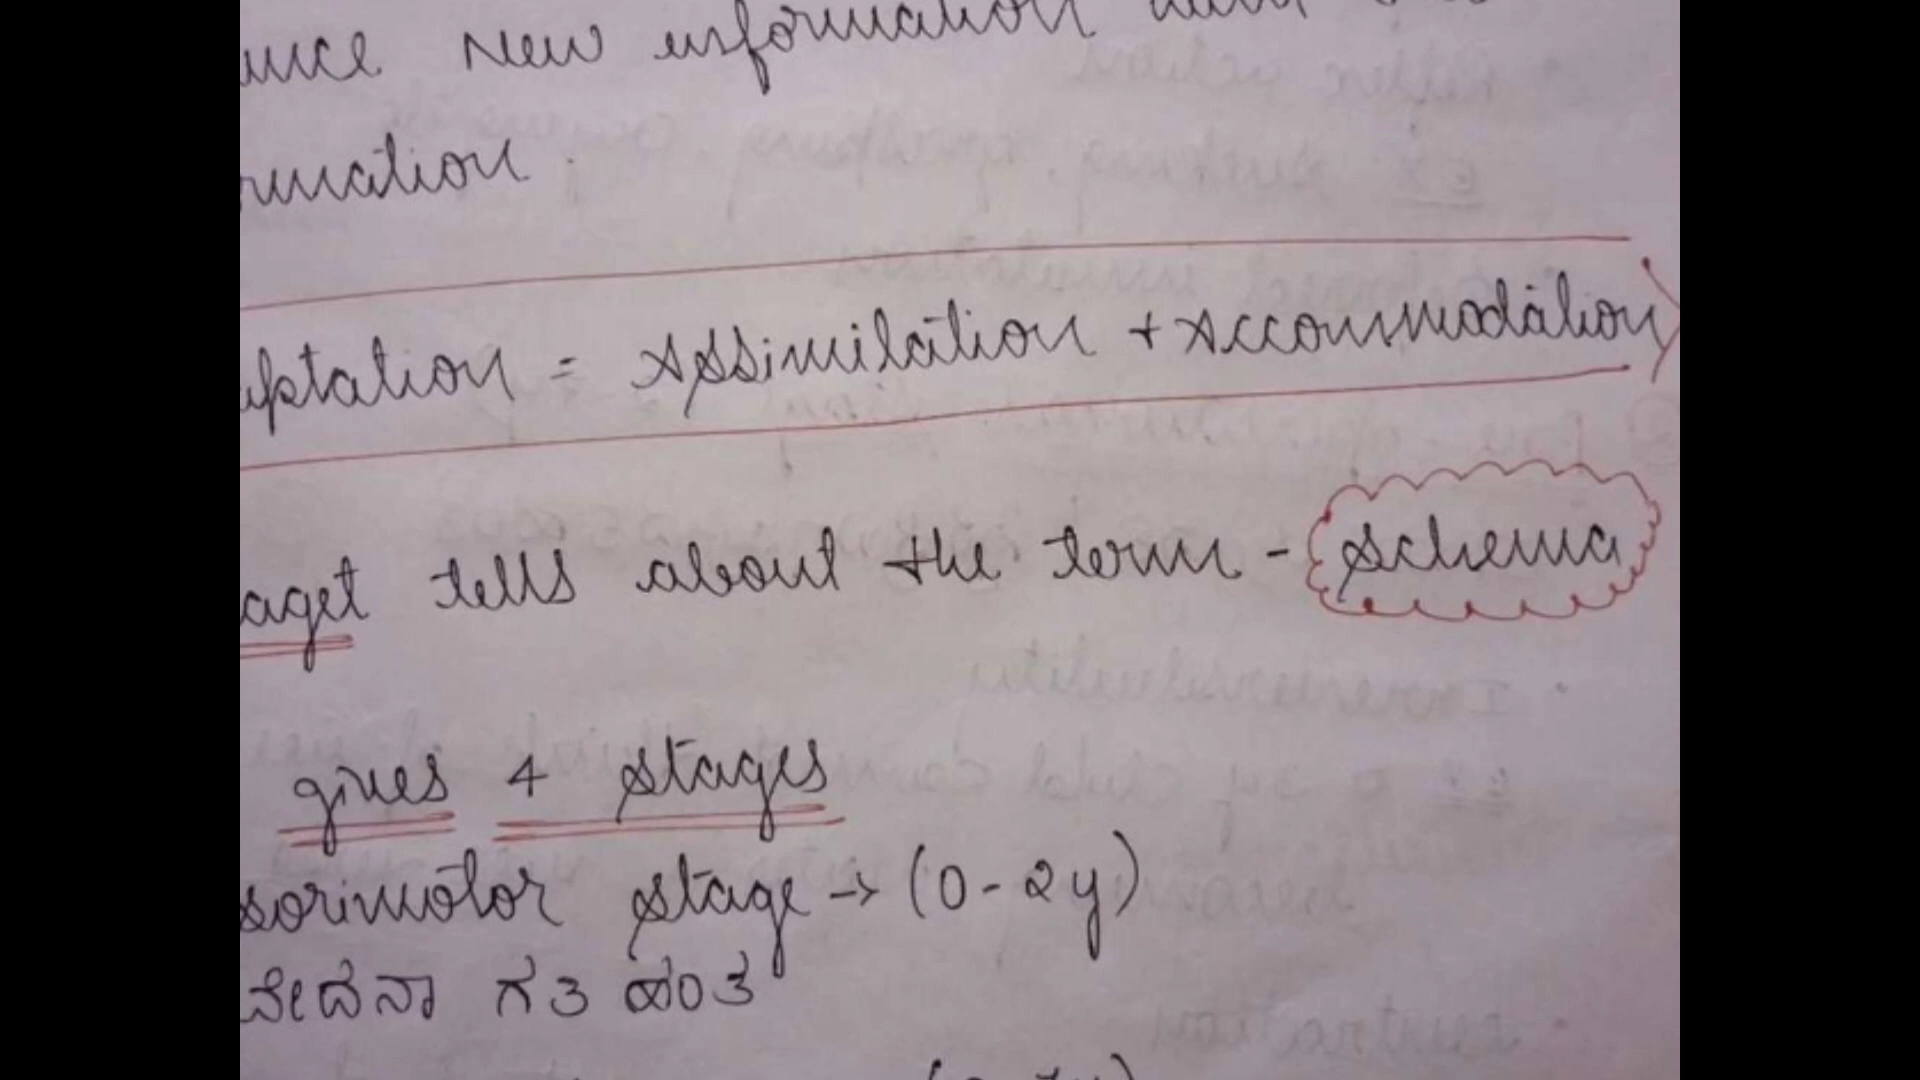 New information
rmation.
aptation = Assimilation + Accommodation
aget tells about the term - Schema
gives 4 stages
sorimotor stage → (0-2y)
ವೇದನಾ ಗತಿ ಹಂತ